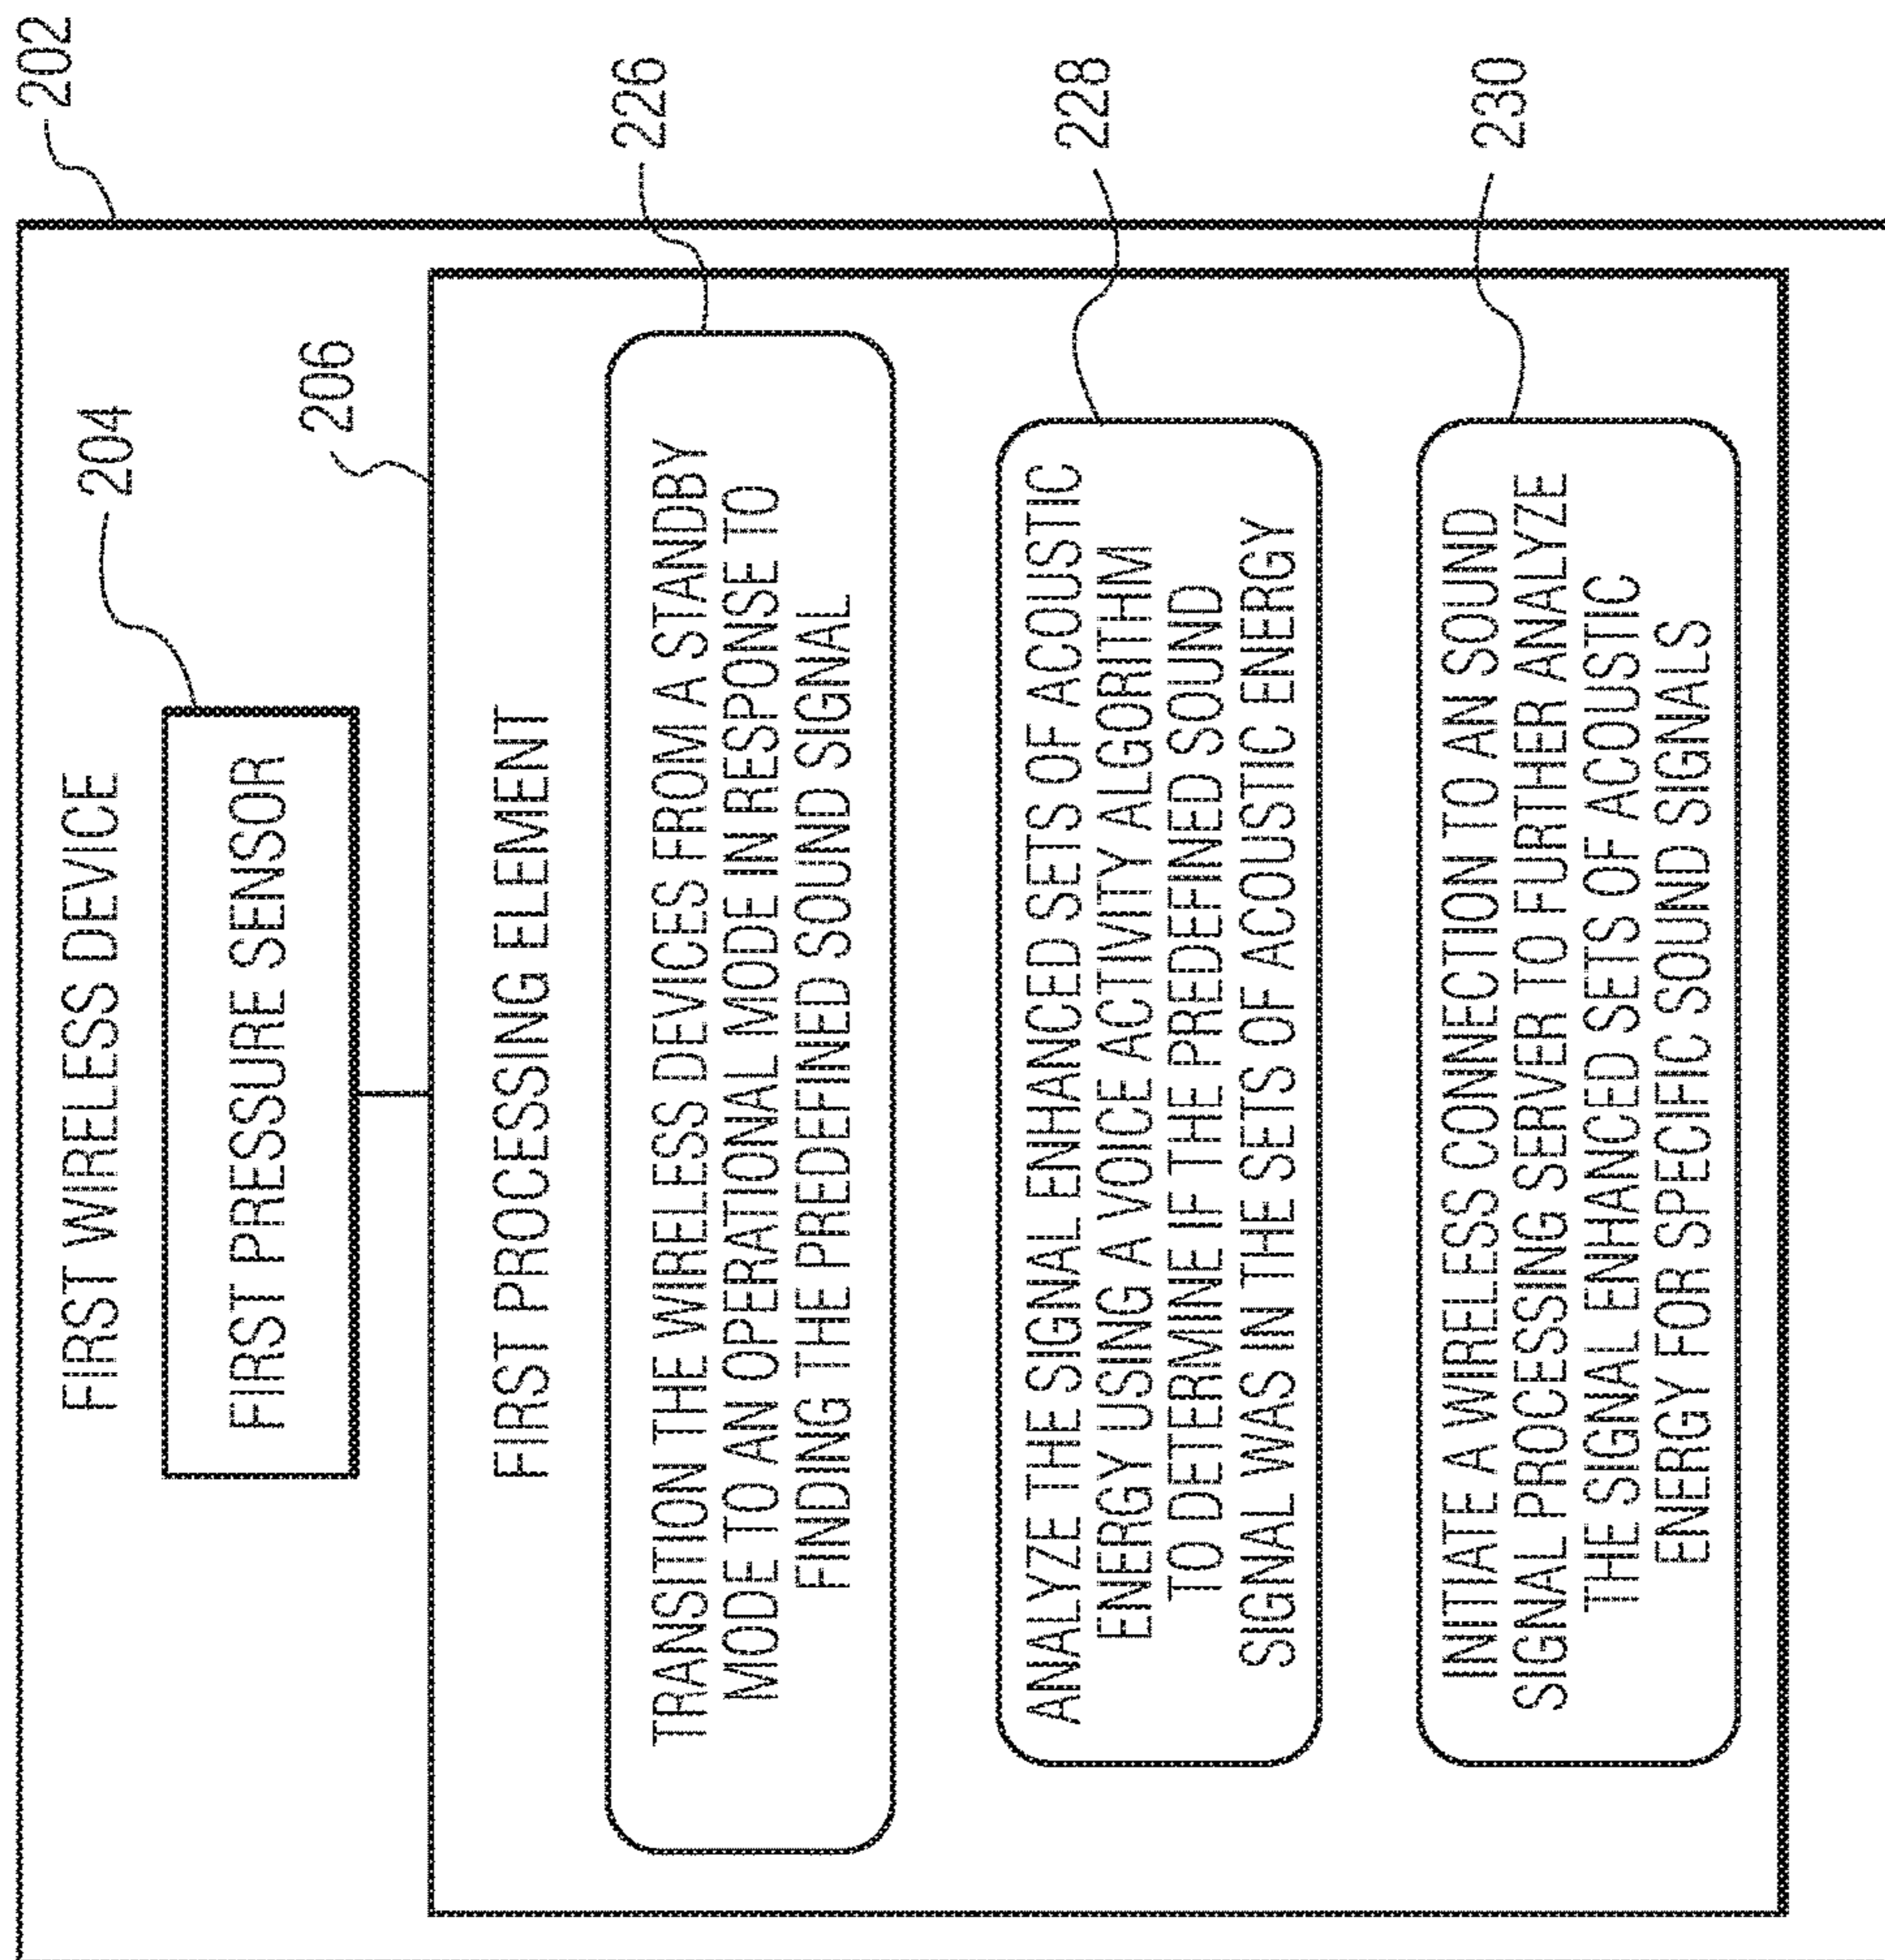 202
FIRST WIRELESS DEVICE
204
FIRST PRESSURE SENSOR
206
FIRST PROCESSING ELEMENT
226
TRANSITION THE WIRELESS DEVICES FROM A STANDBY
MODE TO AN OPERATIONAL MODE IN RESPONSE TO
FINDING THE PREDEFINED SOUND SIGNAL
228
ANALYZE THE SIGNAL ENHANCED SETS OF ACOUSTIC
ENERGY USING A VOICE ACTIVITY ALGORITHM
TO DETERMINE IF THE PREDEFINED SOUND
SIGNAL WAS IN THE SETS OF ACOUSTIC ENERGY
230
INITIATE A WIRELESS CONNECTION TO AN SOUND
SIGNAL PROCESSING SERVER TO FURTHER ANALYZE
THE SIGNAL ENHANCED SETS OF ACOUSTIC
ENERGY FOR SPECIFIC SOUND SIGNALS